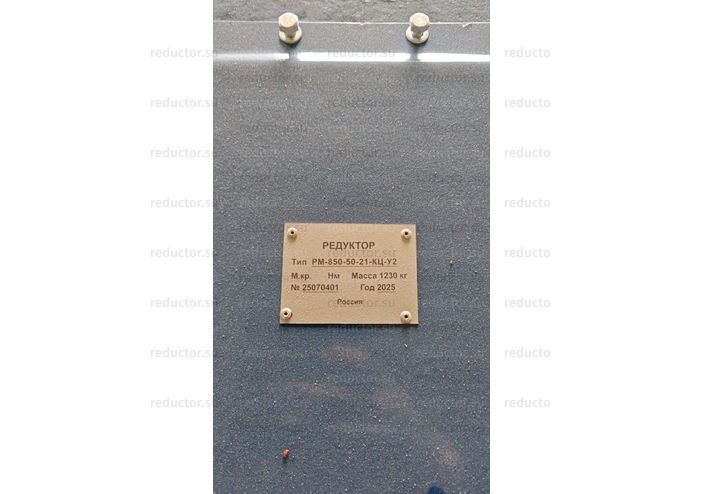 РЕДУКТОР
Тип РМ-850-50-21-КЦ-У2
М.кр. Нм Масса 1230 кг
№ 25070401 Год 2025
Россия
reductor.su